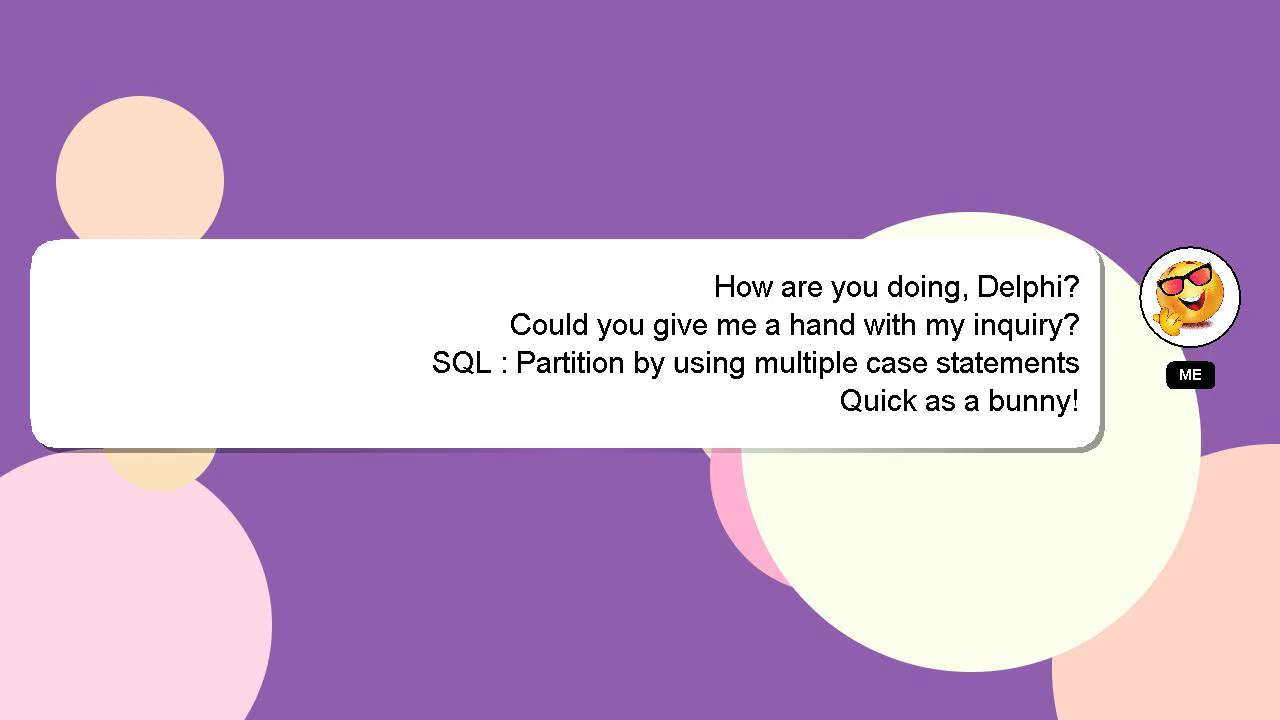 How are you doing, Delphi?
Could you give me a hand with my inquiry?
SQL : Partition by using multiple case statements
Quick as a bunny!
ME